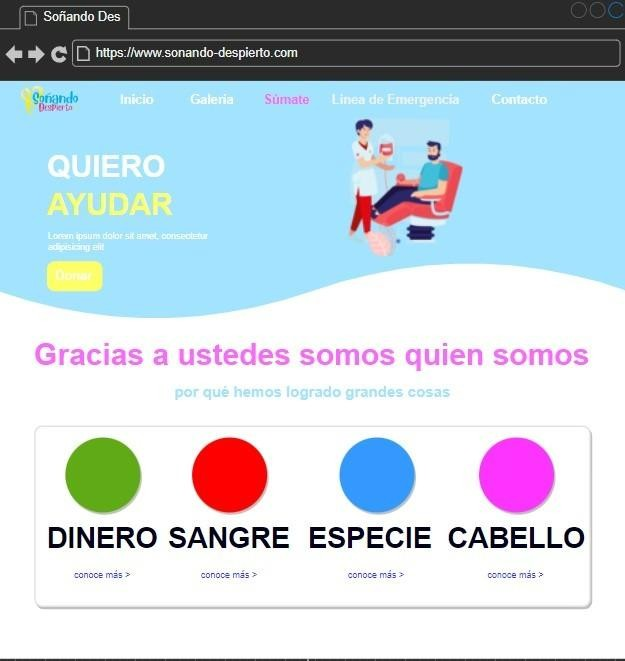 Soñando Des
https://www.sonando-despierto.com
Soñando
Despierto
Inicio Galeria Súmate Linea de Emergencia Contacto
QUIERO
AYUDAR
Lorem ipsum dolor sit amet, consectetur
adipisicing elit
Donar
Gracias a ustedes somos quien somos
por qué hemos logrado grandes cosas
DINERO SANGRE ESPECIE CABELLO
conoce más > conoce más > conoce más > conoce más >